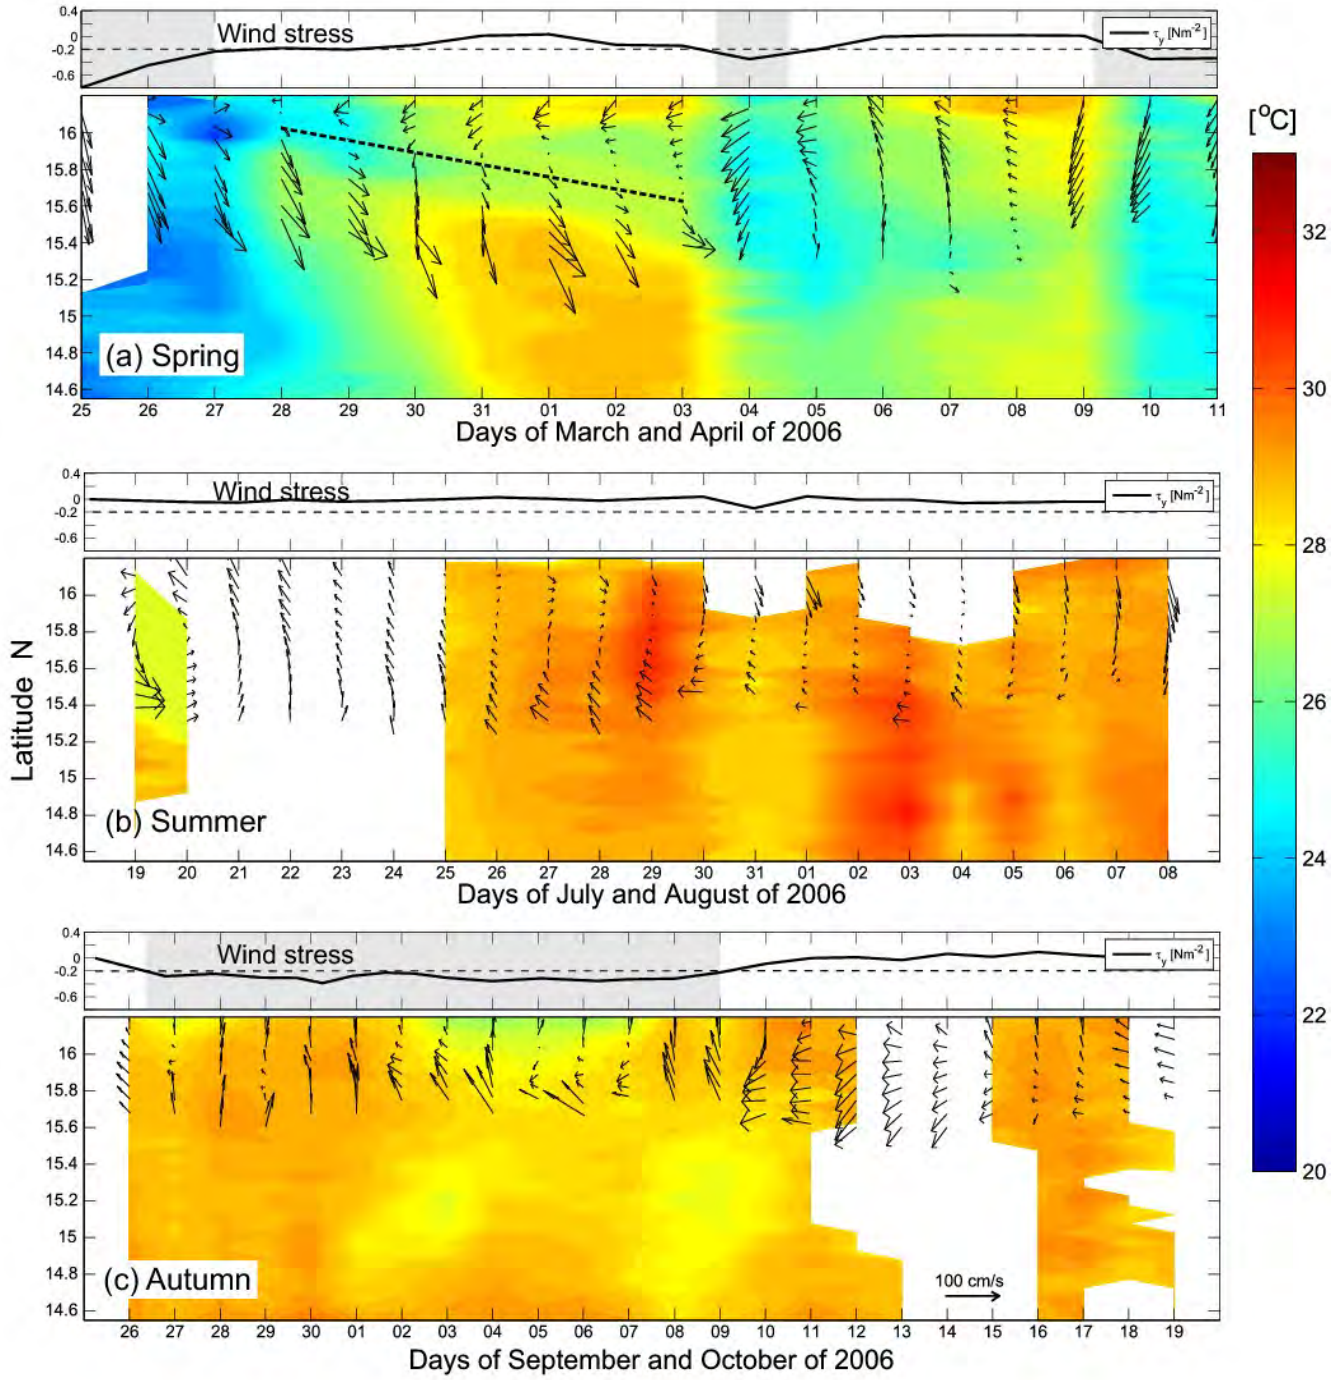 Wind stress
0.4
0
-0.2
-0.6
τy [Nm-2]
[°C]
16
15.8
15.6
15.4
15.2
15
14.8
14.6
(a) Spring
25 26 27 28 29 30 31 01 02 03 04 05 06 07 08 09 10 11
Days of March and April of 2006
Wind stress
0.4
0
-0.2
-0.6
τy [Nm-2]
Latitude N
16
15.8
15.6
15.4
15.2
15
14.8
14.6
(b) Summer
19 20 21 22 23 24 25 26 27 28 29 30 31 01 02 03 04 05 06 07 08
Days of July and August of 2006
Wind stress
0.4
0
-0.2
-0.6
τy [Nm-2]
16
15.8
15.6
15.4
15.2
15
14.8
14.6
(c) Autumn
100 cm/s
26 27 28 29 30 01 02 03 04 05 06 07 08 09 10 11 12 13 14 15 16 17 18 19
Days of September and October of 2006
32
30
28
26
24
22
20